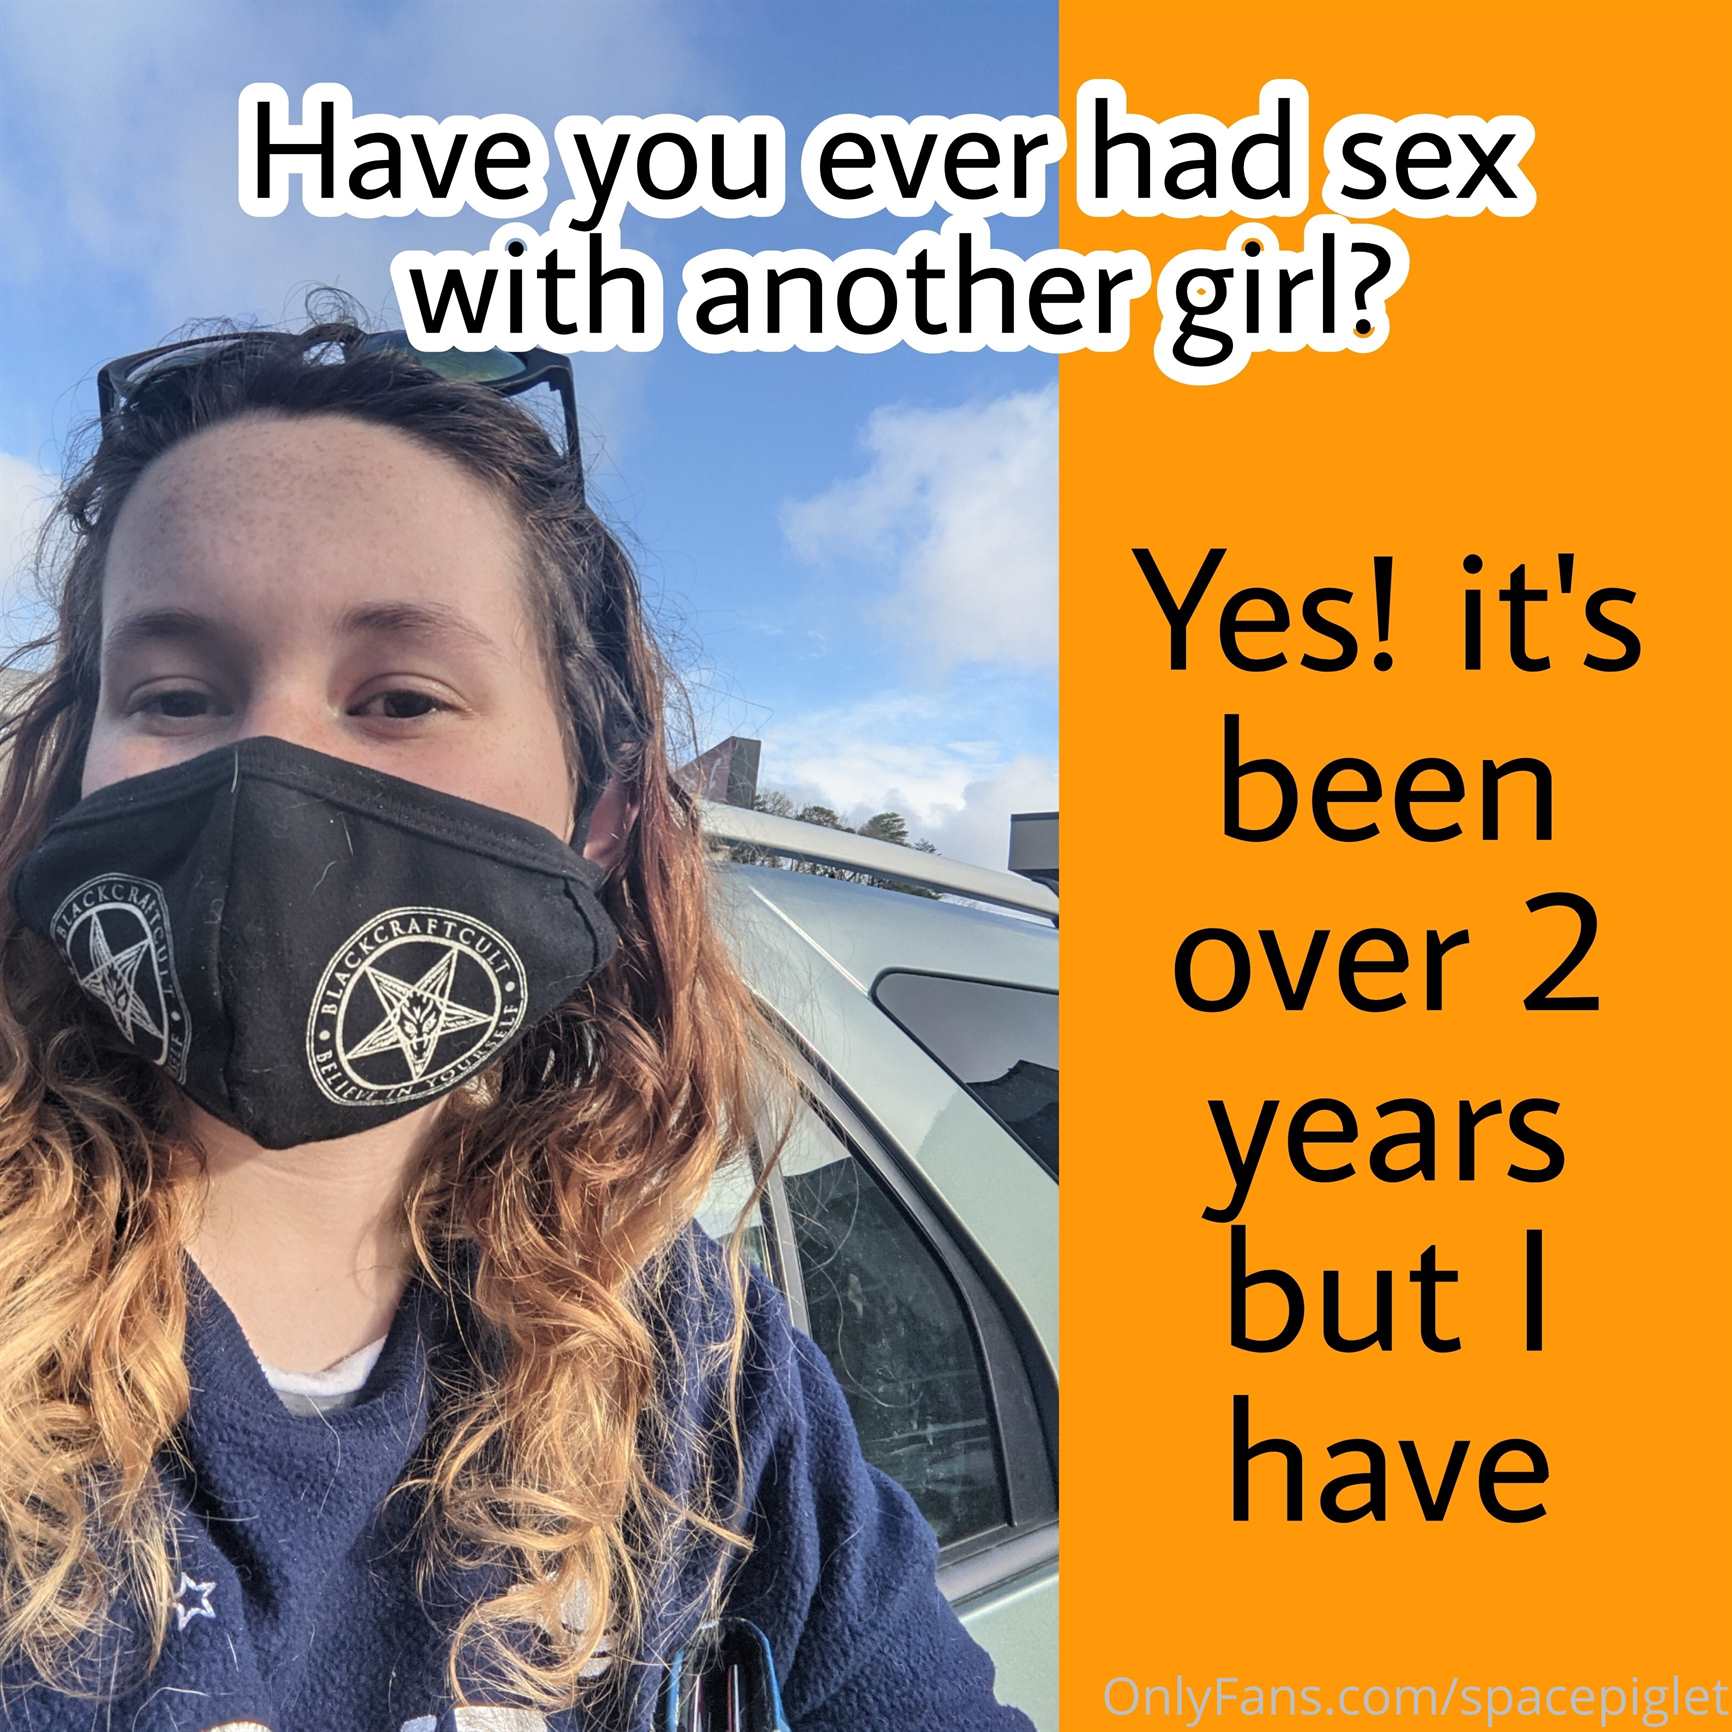 Have you ever had sex
with another girl?
Yes! it's
been
over 2
years
but I
have
BLACKCRAFTCULT
BELIEVE IN YOURSELF
BLACKCRAFTCULT
OnlyFans.com/spacepiglet